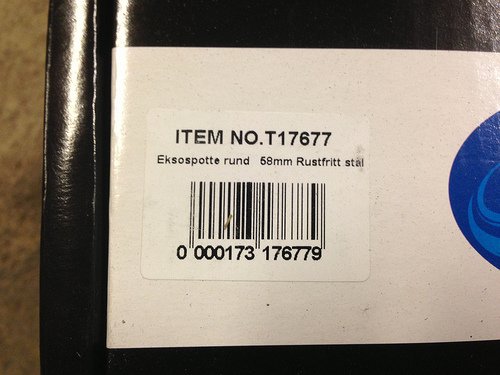 ITEM NO.T17677
Eksospotte rund 58mm Rustfritt stål
0 000173 176779